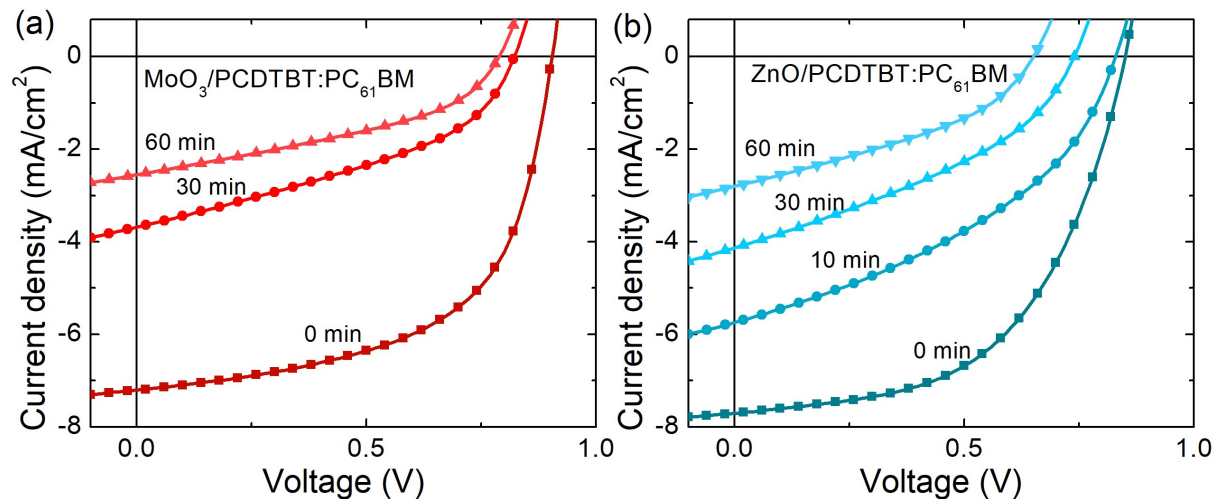 (a)
MoO₃/PCDTBT:PC₆₁BM
60 min
30 min
0 min
0
-2
-4
-6
-8
0.0
0.5
1.0
Voltage (V)
Current density (mA/cm²)
(b)
ZnO/PCDTBT:PC₆₁BM
60 min
30 min
10 min
0 min
0
-2
-4
-6
-8
0.0
0.5
1.0
Voltage (V)
Current density (mA/cm²)